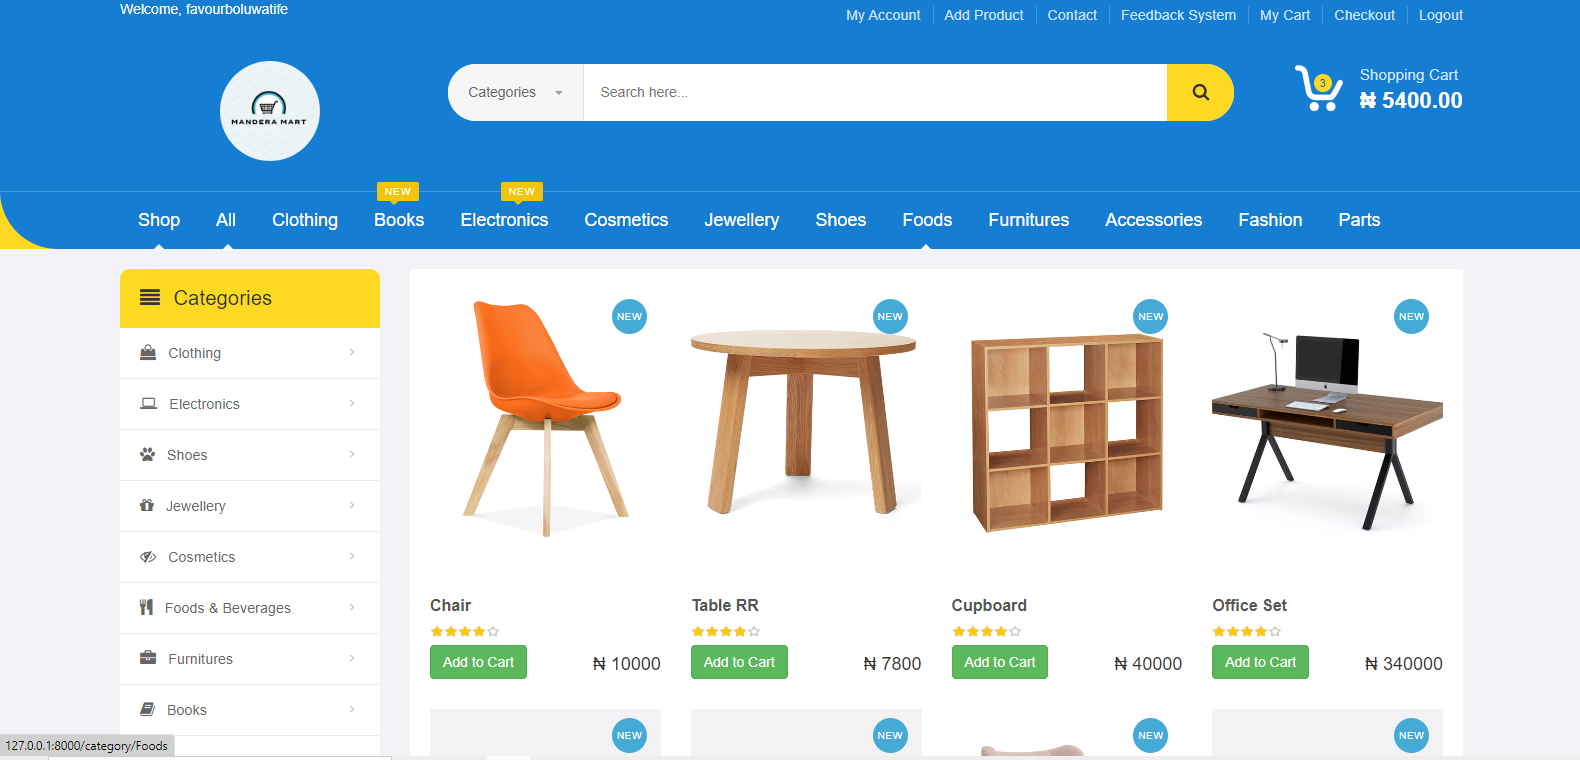 Welcome, favourboluwatife
My Account
Add Product
Contact
Feedback System
My Cart
Checkout
Logout
MANDERA MART
Categories
Search here...
3
Shopping Cart
₦ 5400.00
NEW
NEW
Shop
All
Clothing
Books
Electronics
Cosmetics
Jewellery
Shoes
Foods
Furnitures
Accessories
Fashion
Parts
Categories
Clothing
Electronics
Shoes
Jewellery
Cosmetics
Foods & Beverages
Furnitures
Books
NEW
Chair
Add to Cart
₦ 10000
NEW
Table RR
Add to Cart
₦ 7800
NEW
Cupboard
Add to Cart
₦ 40000
NEW
Office Set
Add to Cart
₦ 340000
NEW
NEW
NEW
NEW
127.0.0.1:8000/category/Foods